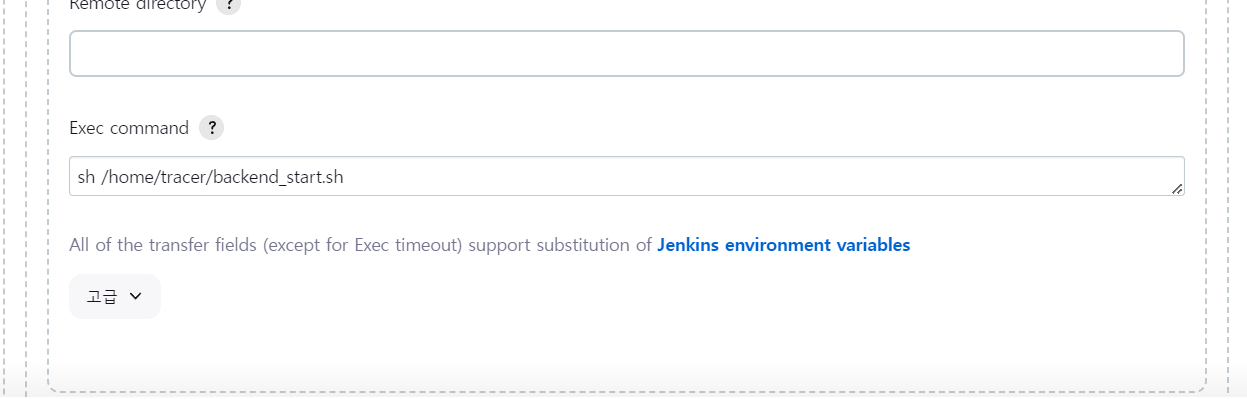 Remote directory ?
Exec command ?
sh /home/tracer/backend_start.sh
All of the transfer fields (except for Exec timeout) support substitution of Jenkins environment variables
고급